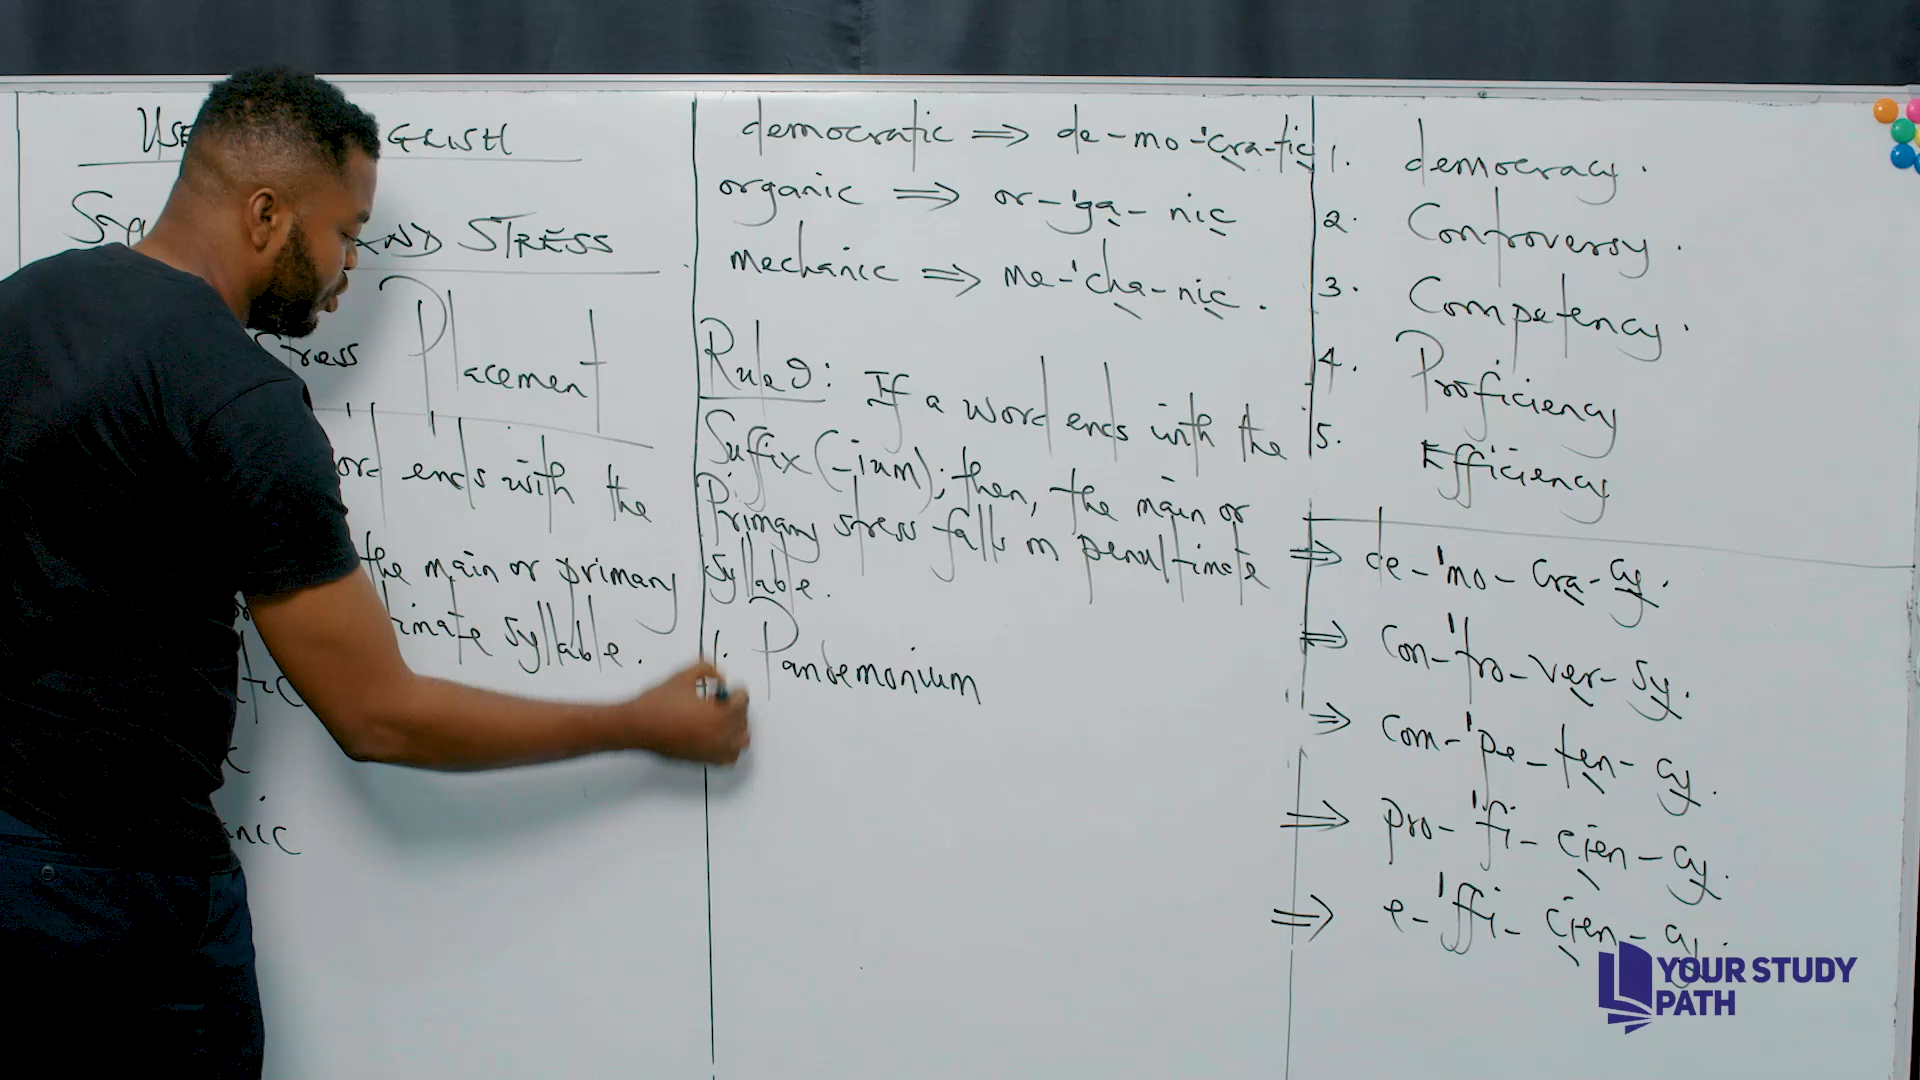 USE GLISH
AND STRESS
Stress Placement
ord ends with the
the main or primary
imate Syllable.
nic
democratic ⇒ de-mo-'cra-tic
organic ⇒ or-'ga-nic
mechanic ⇒ me-'cha-nic.
Rule 9: If a word ends with the
Suffix (-ium); then, the main or
Primary stress falls on penultimate
Syllable.
1. Pandemonium
1. democracy.
2. Controversy.
3. Competency.
4. Proficiency
5. Efficiency
⇒ de-'mo-cra-cy.
⇒ con-'tro-ver-sy.
⇒ com-'pe-ten-cy.
⇒ pro-'fi-cien-cy.
⇒ e-'ffi-cien-cy.
YOUR STUDY
PATH